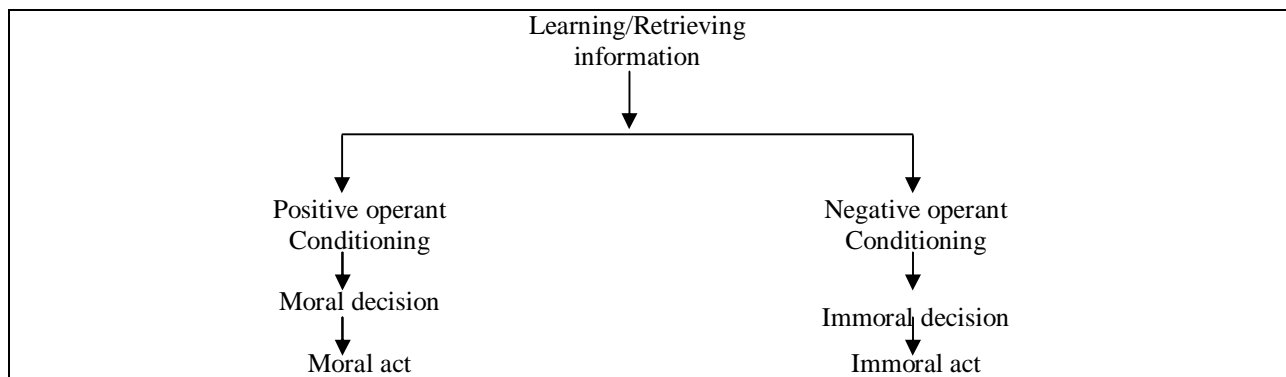 Learning/Retrieving
information
Positive operant
Conditioning
Negative operant
Conditioning
Moral decision
Immoral decision
Moral act
Immoral act